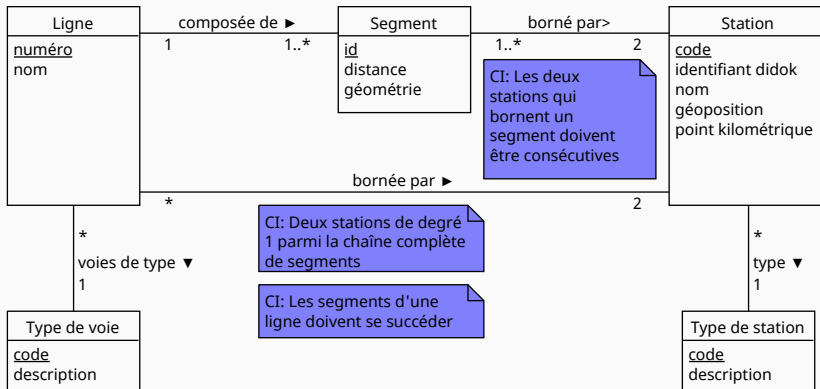 Ligne
numéro
nom
composée de ►
1
1..*
Segment
id
distance
géométrie
borné par>
1..*
2
Station
code
identifiant didok
nom
géoposition
point kilométrique
CI: Les deux
stations qui
bornent un
segment doivent
être consécutives
bornée par ►
*
2
CI: Deux stations de degré
1 parmi la chaîne complète
de segments
CI: Les segments d'une
ligne doivent se succéder
*
voies de type ▼
1
*
type ▼
1
Type de voie
code
description
Type de station
code
description